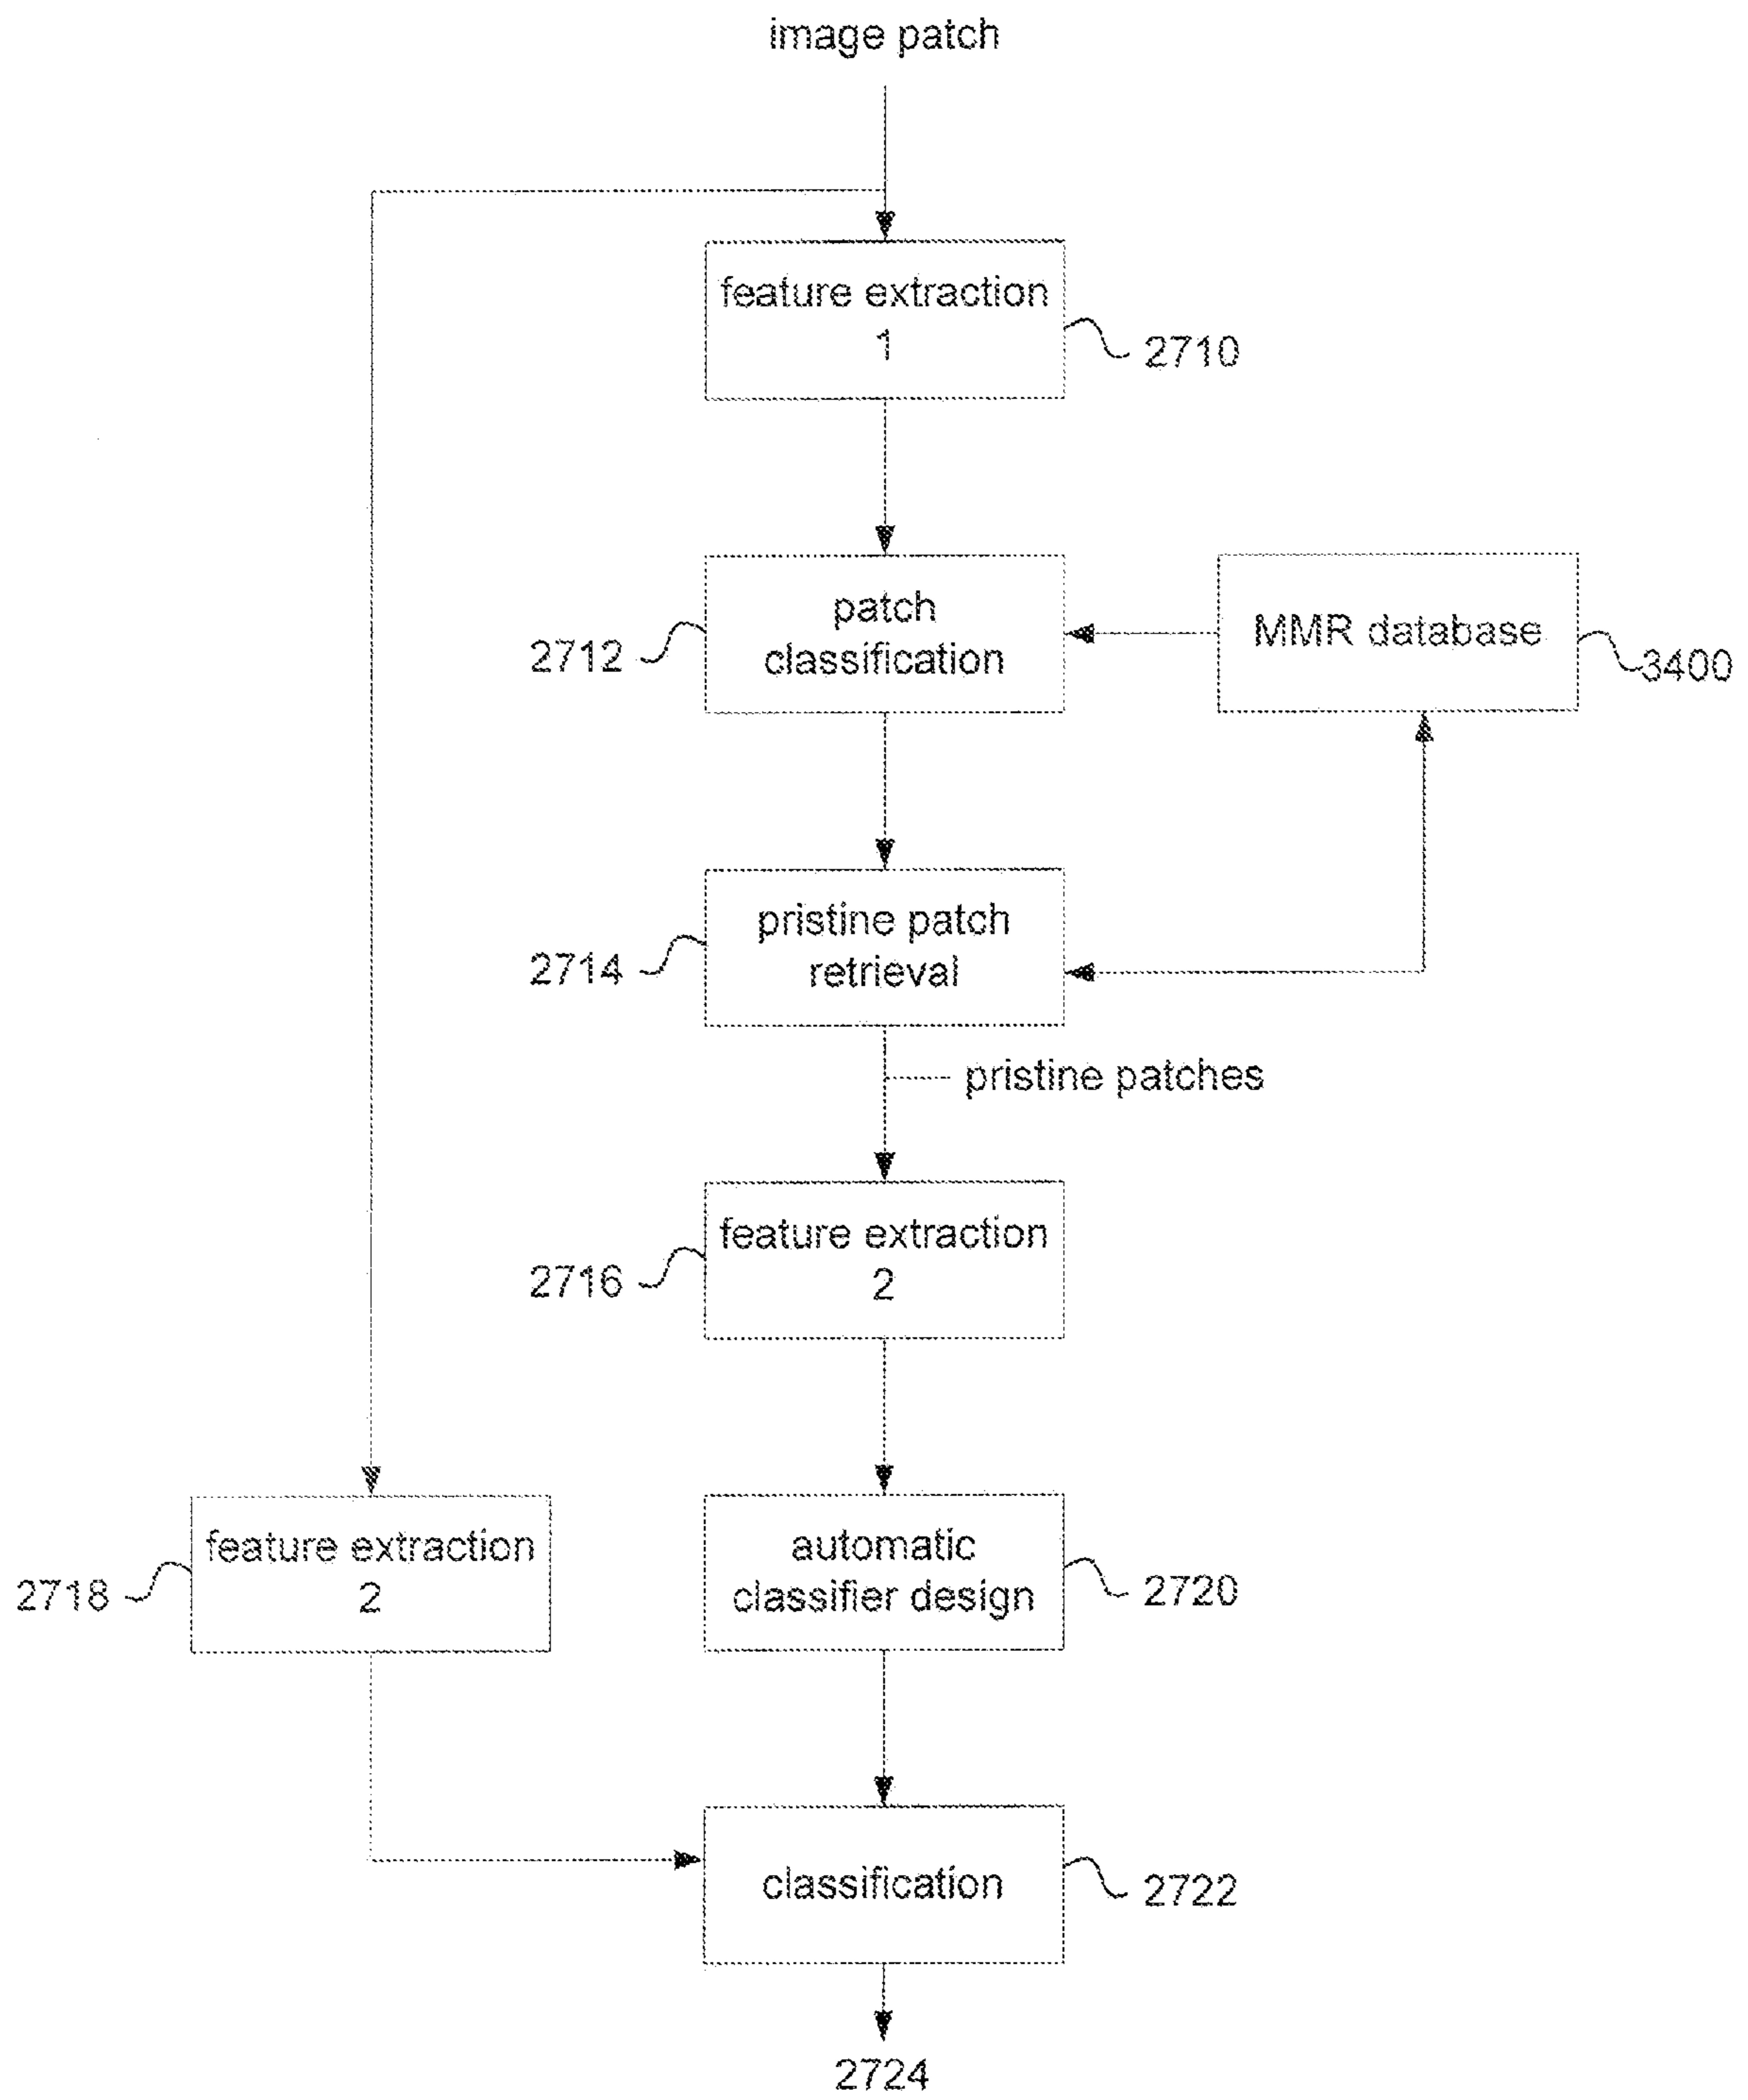 image patch
feature extraction
1
2710
patch
classification
2712
MMR database
3400
pristine patch
retrieval
2714
pristine patches
feature extraction
2
2716
feature extraction
2
2718
automatic
classifier design
2720
classification
2722
2724